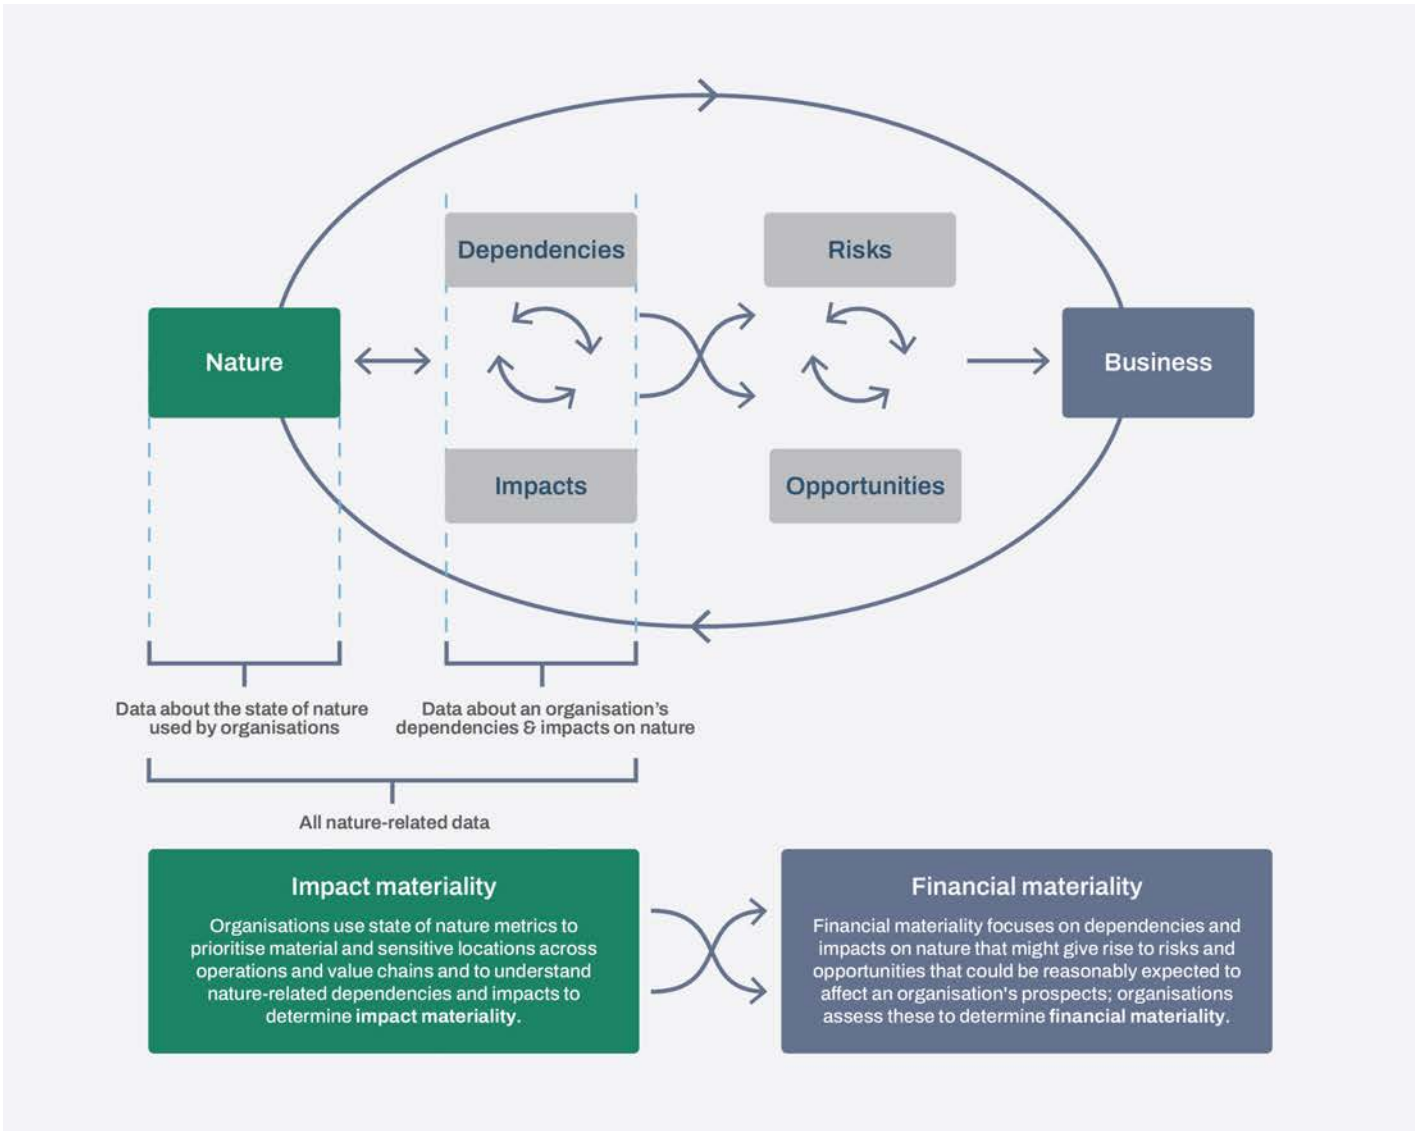 Dependencies
Risks
Nature
Business
Impacts
Opportunities
Data about the state of nature
used by organisations
Data about an organisation's
dependencies & impacts on nature
All nature-related data
Impact materiality
Organisations use state of nature metrics to
prioritise material and sensitive locations across
operations and value chains and to understand
nature-related dependencies and impacts to
determine impact materiality.
Financial materiality
Financial materiality focuses on dependencies and
impacts on nature that might give rise to risks and
opportunities that could be reasonably expected to
affect an organisation's prospects; organisations
assess these to determine financial materiality.